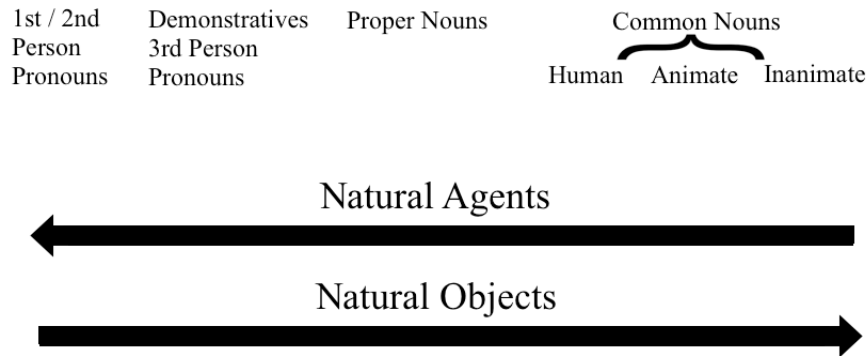 1st / 2nd
Person
Pronouns
Demonstratives
3rd Person
Pronouns
Proper Nouns
Common Nouns
Human Animate Inanimate
Natural Agents
Natural Objects